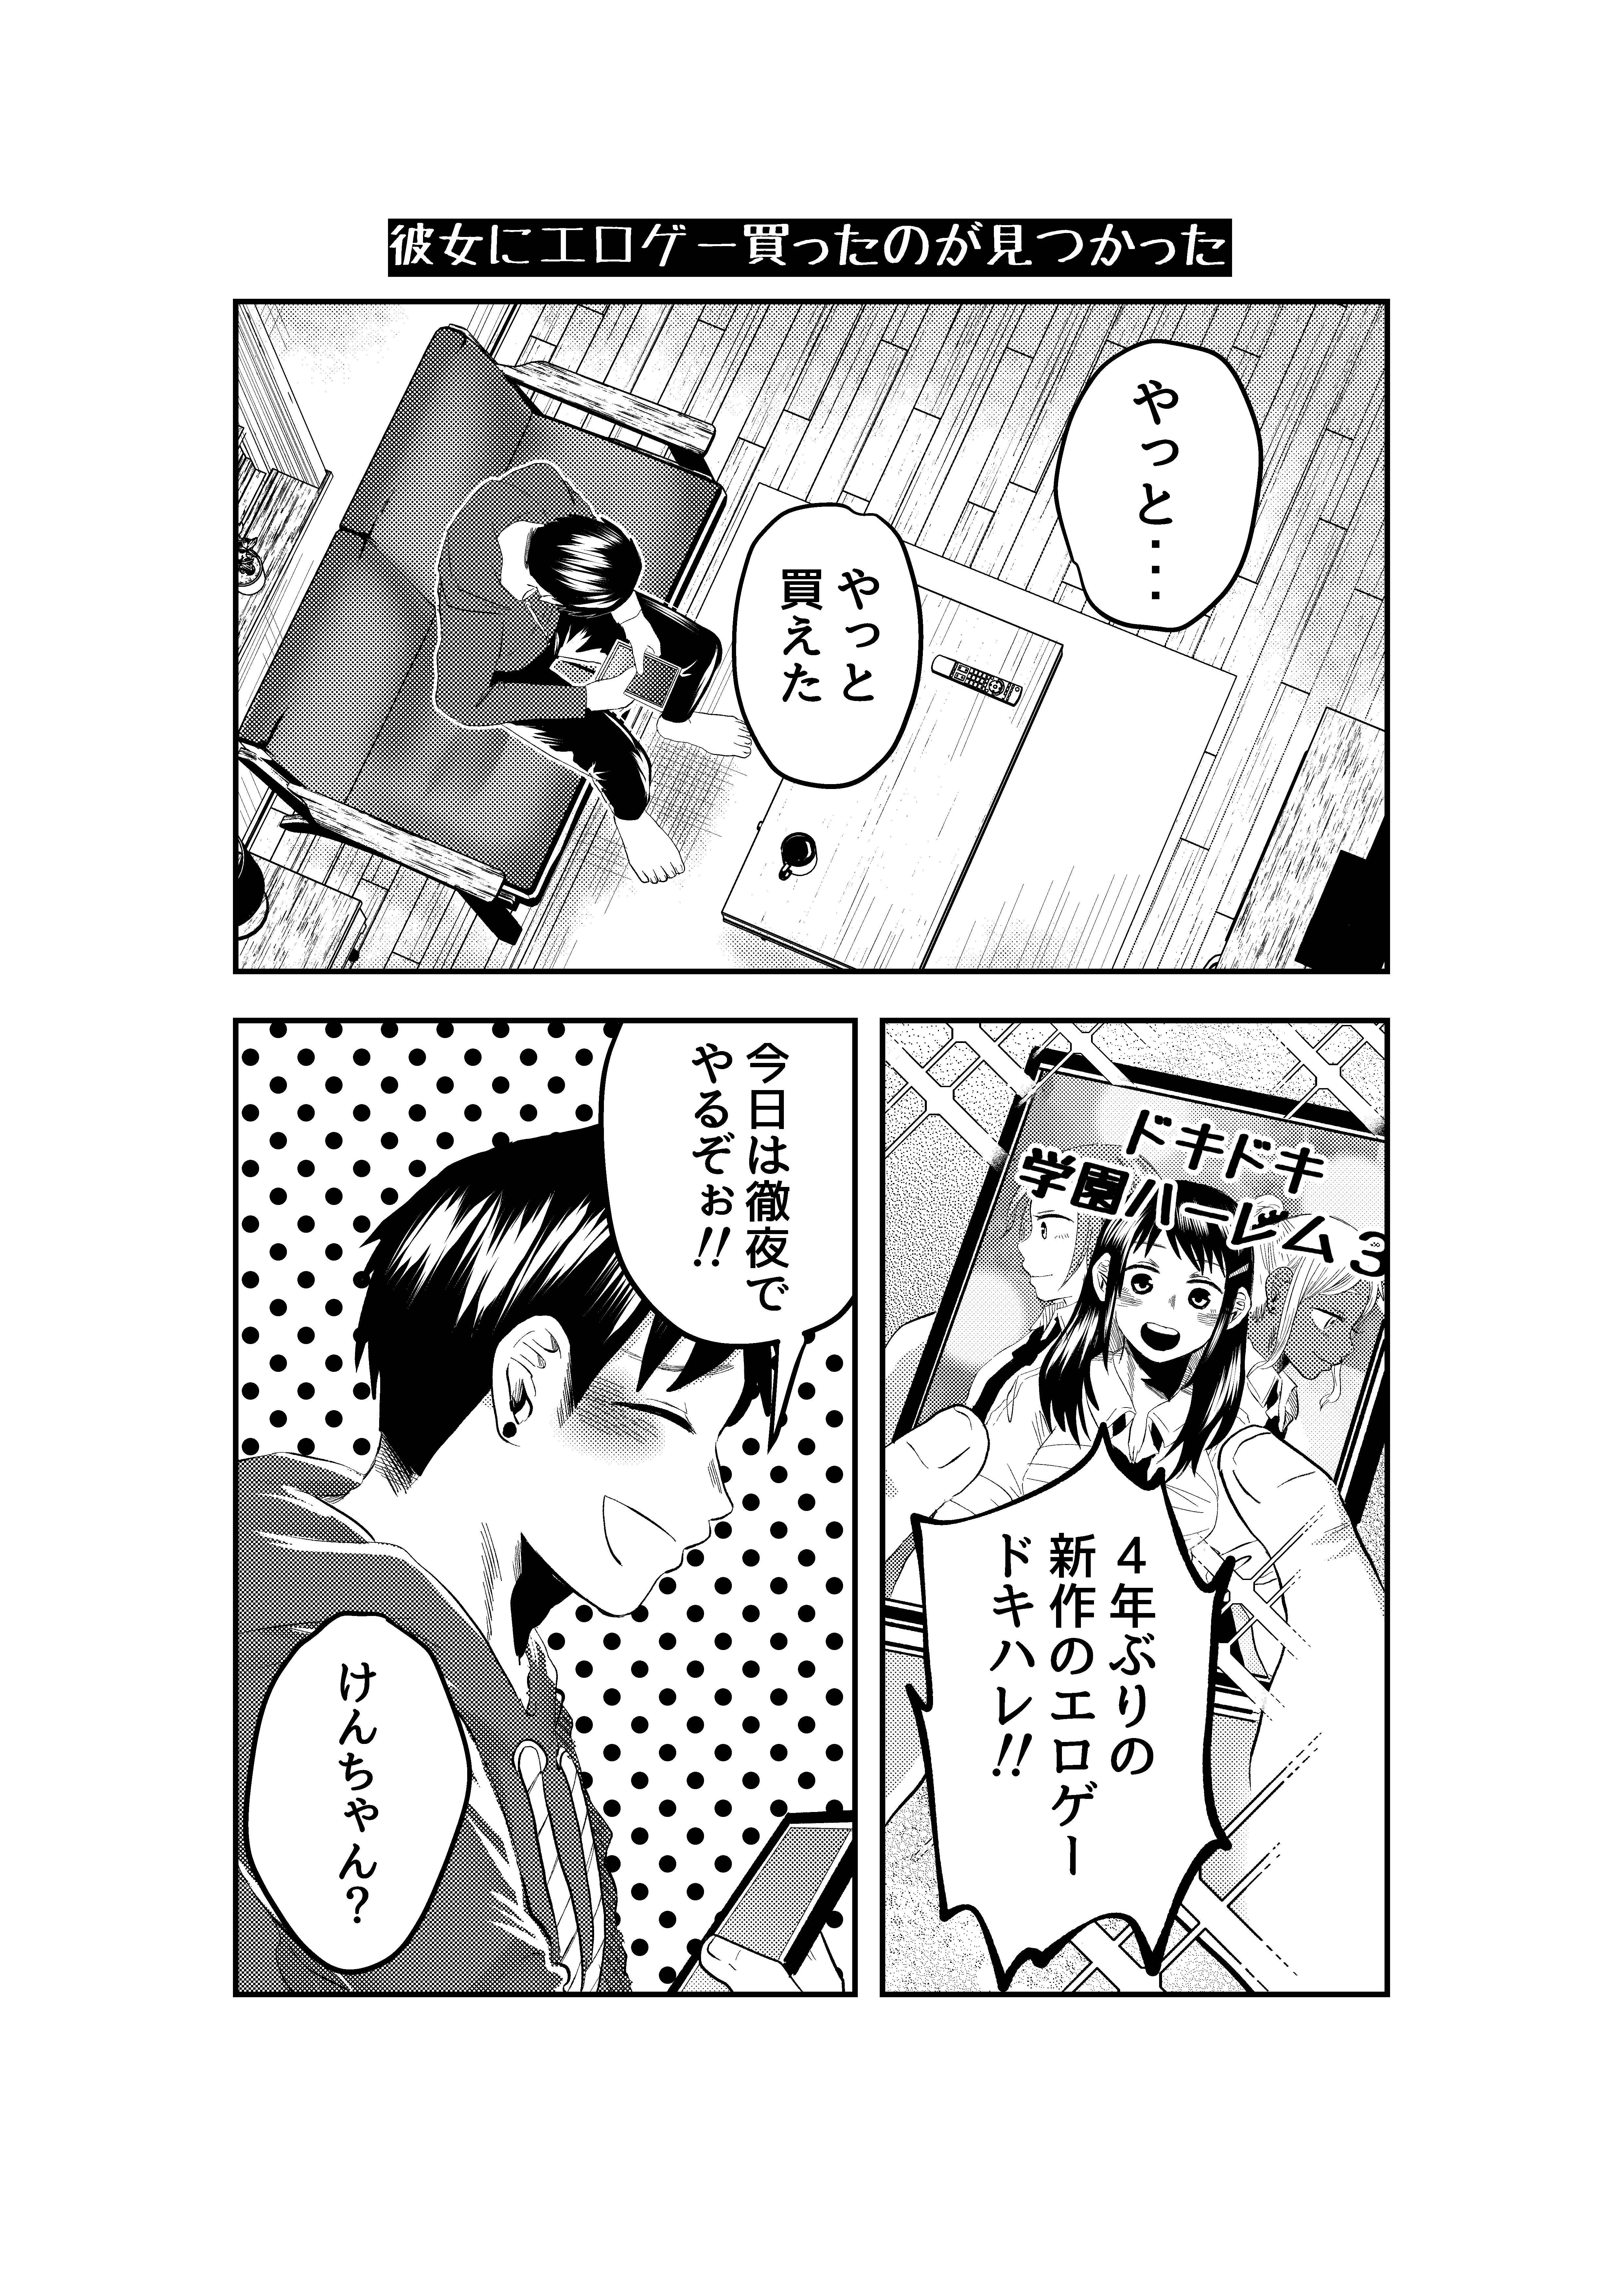 彼女にエロゲー買ったのが見つかった
やっと・・・
やっと
買えた
ドキドキ
学園ハーレム3
4年ぶりの
新作のエロゲー
ドキハレ!!
今日は徹夜で
やるぞぉ!!
けんちゃん?